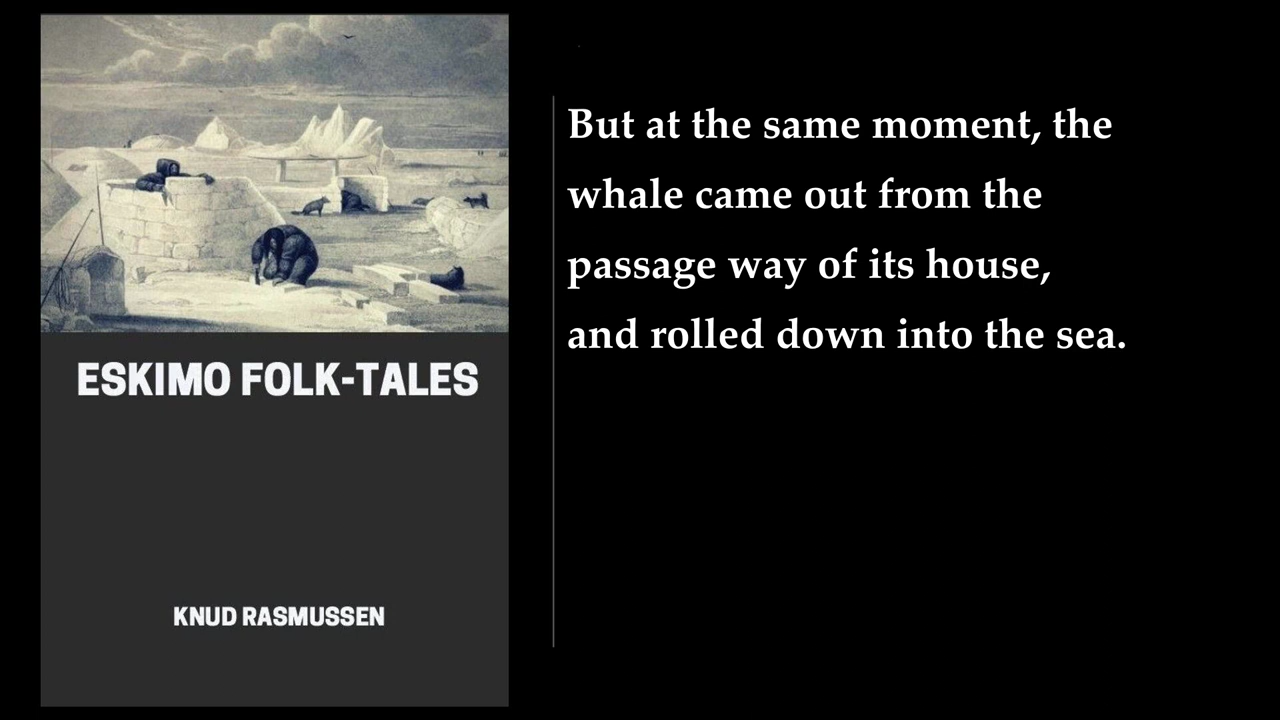 ESKIMO FOLK-TALES
KNUD RASMUSSEN
But at the same moment, the
whale came out from the
passage way of its house,
and rolled down into the sea.